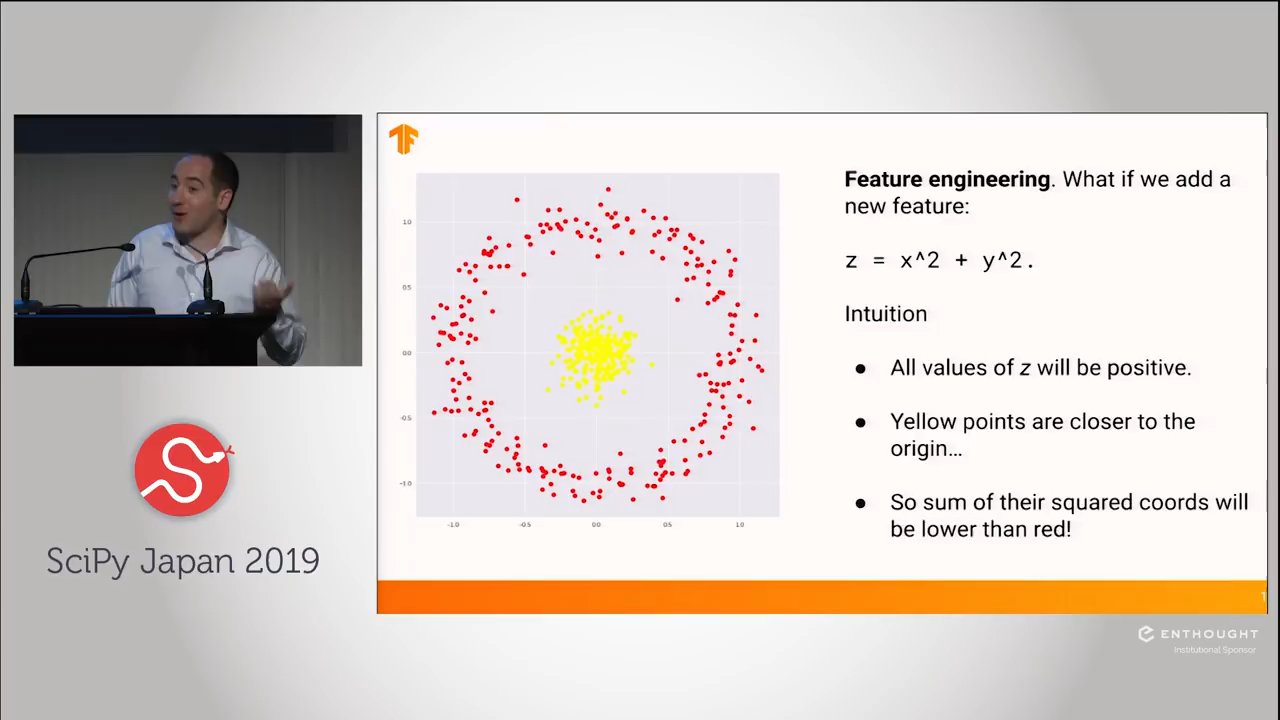 Feature engineering. What if we add a
new feature:
z = x^2 + y^2.
Intuition
● All values of z will be positive.
● Yellow points are closer to the
origin…
● So sum of their squared coords will
be lower than red!
1.0
0.5
0.0
-0.5
-1.0
-1.0 -0.5 0.0 0.5 1.0
SciPy Japan 2019
ENTHOUGHT
Institutional Sponsor